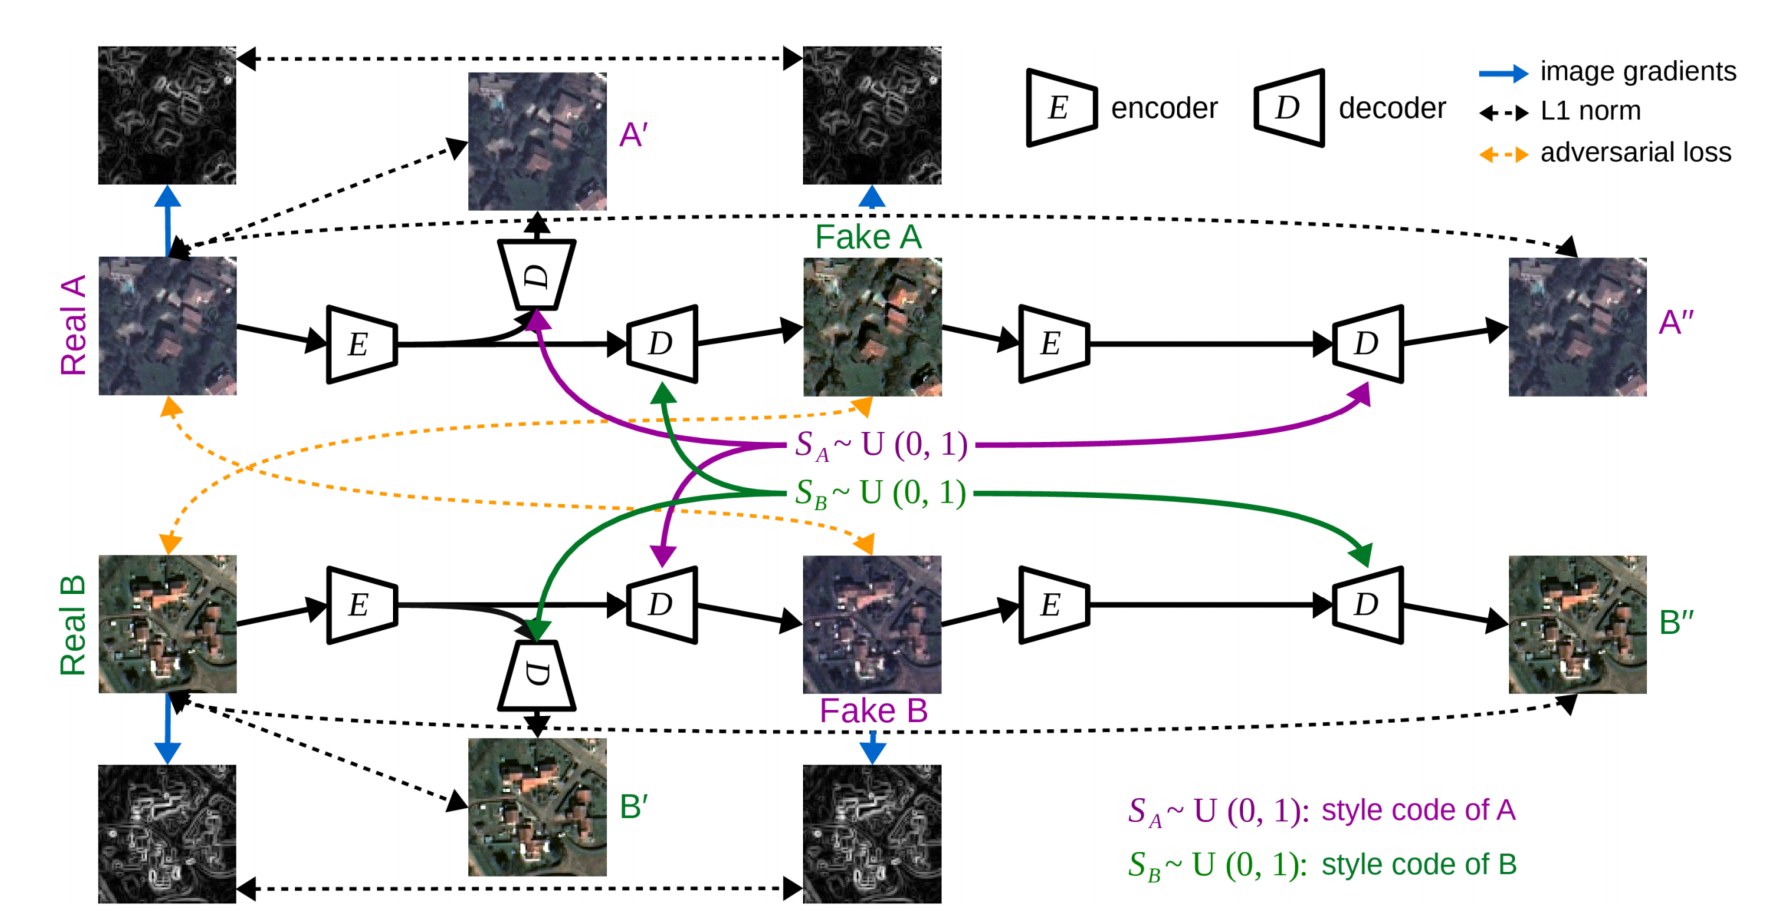 A′
E encoder
D decoder
image gradients
L1 norm
adversarial loss
Fake A
D
Real A
E
D
E
D
A″
S_A ~ U (0, 1)
S_B ~ U (0, 1)
Real B
E
D
E
D
B″
D
Fake B
B′
S_A ~ U (0, 1): style code of A
S_B ~ U (0, 1): style code of B